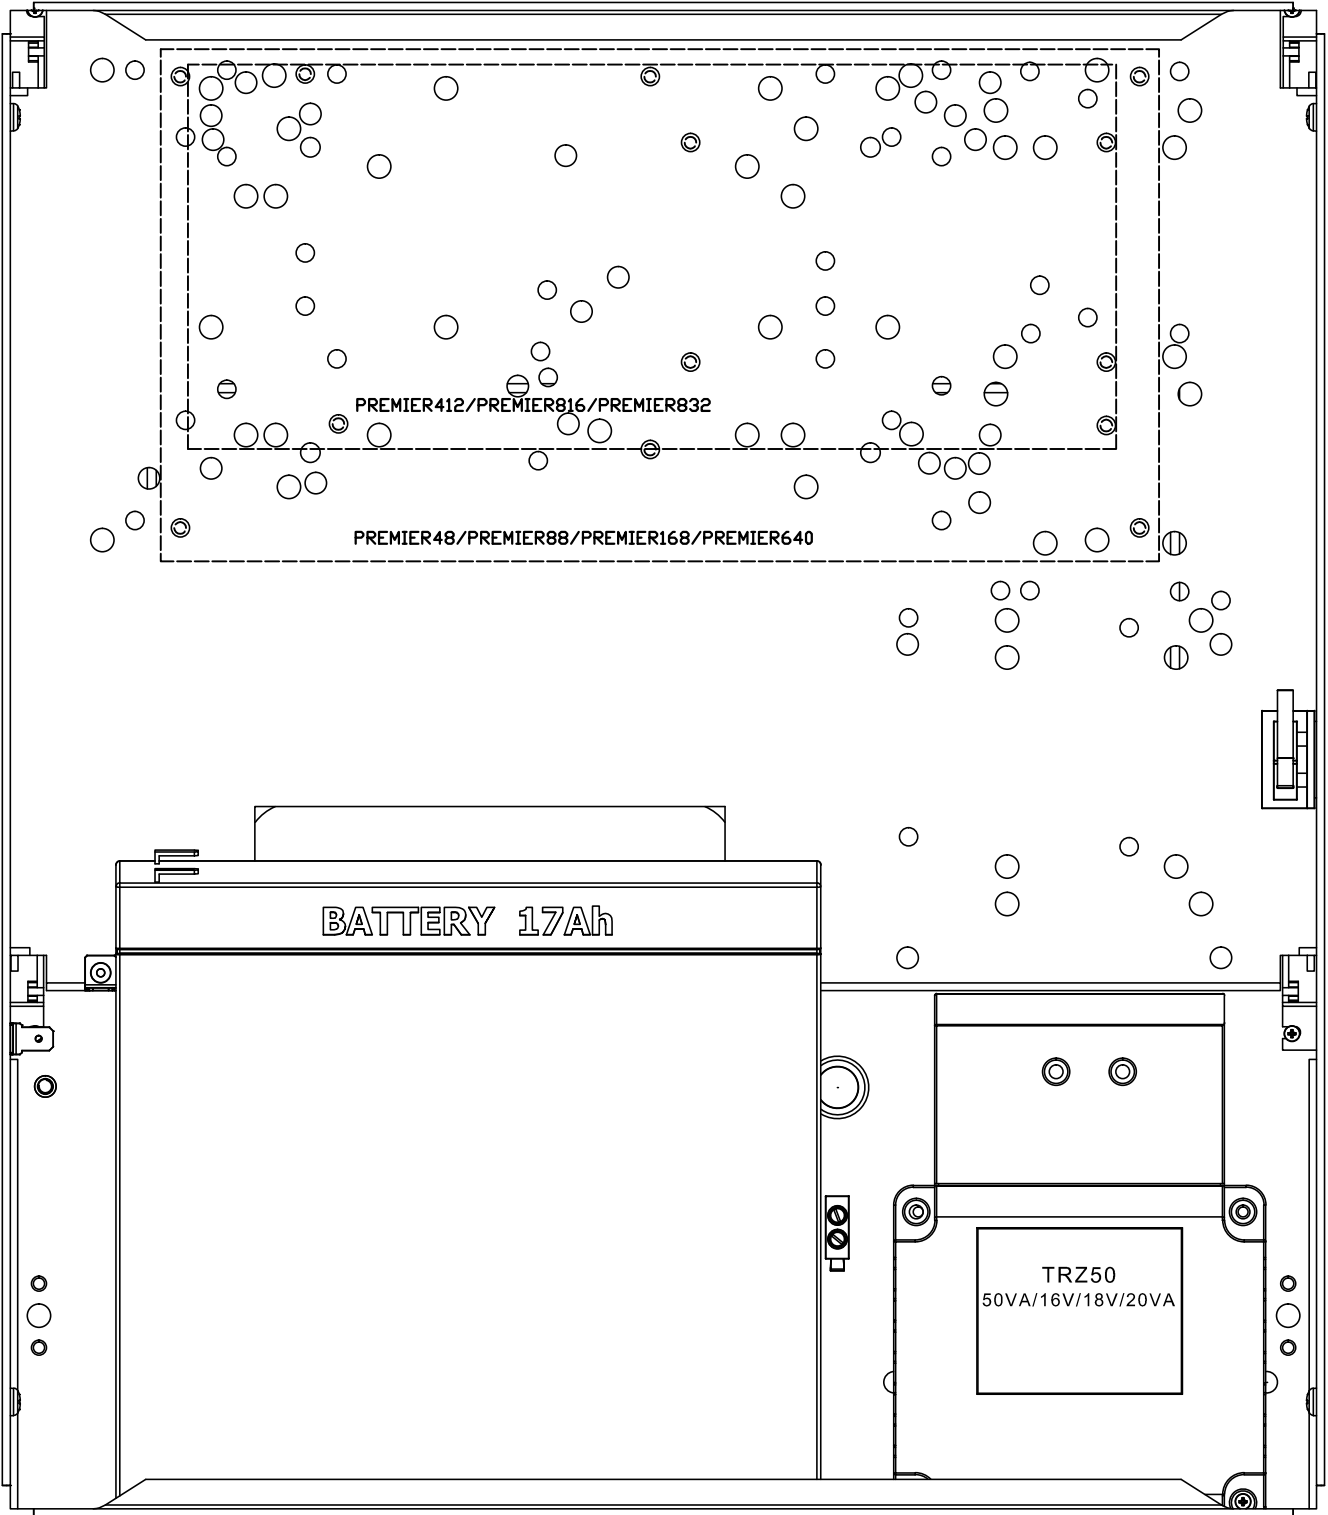 PREMIER412/PREMIER816/PREMIER832
PREMIER48/PREMIER88/PREMIER168/PREMIER640
BATTERY 17Ah
TRZ50
50VA/16V/18V/20VA